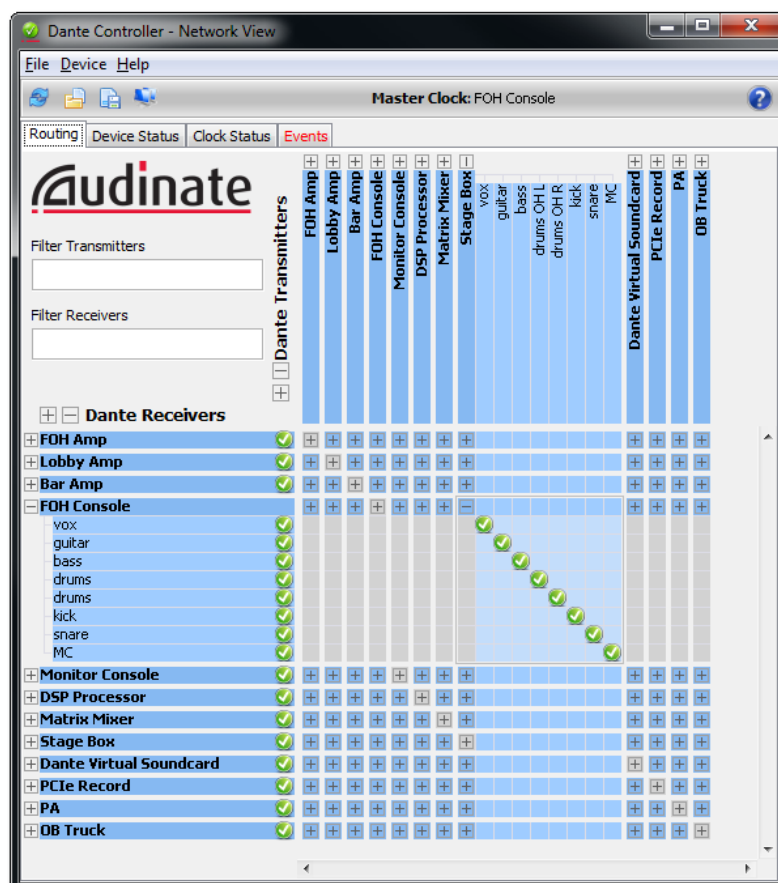 Dante Controller - Network View
File Device Help
Master Clock: FOH Console
Routing Device Status Clock Status Events
Audinate
Filter Transmitters
Filter Receivers
Dante Transmitters
Dante Receivers
FOH Amp
Lobby Amp
Bar Amp
FOH Console
Monitor Console
DSP Processor
Matrix Mixer
Stage Box
vox
guitar
bass
drums OH L
drums OH R
kick
snare
MC
Dante Virtual Soundcard
PCIe Record
PA
OB Truck
FOH Amp
Lobby Amp
Bar Amp
FOH Console
vox
guitar
bass
drums
drums
kick
snare
MC
Monitor Console
DSP Processor
Matrix Mixer
Stage Box
Dante Virtual Soundcard
PCIe Record
PA
OB Truck